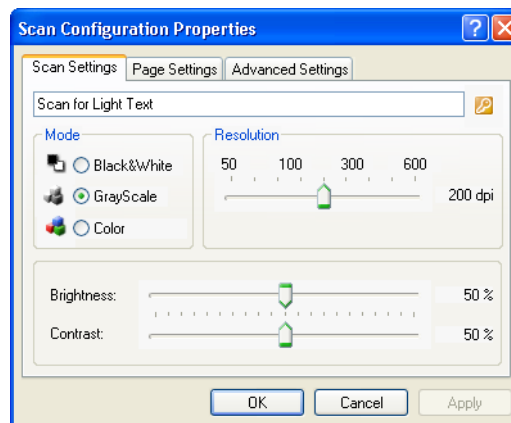 Scan Configuration Properties
Scan Settings Page Settings Advanced Settings
Scan for Light Text
Mode Resolution
Black&White 50 100 300 600
GrayScale 200 dpi
Color
Brightness: 50 %
Contrast: 50 %
OK Cancel Apply